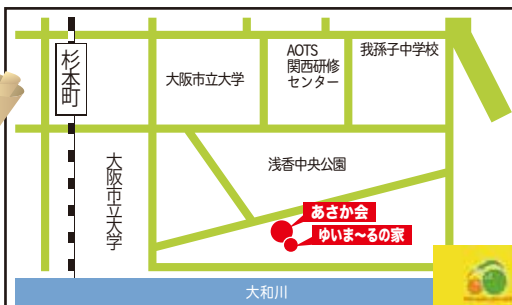 杉本町
大阪市立大学
AOTS
関西研修
センター
我孫子中学校
大阪市立大学
浅香中央公園
あさか会
ゆいま〜るの家
大和川